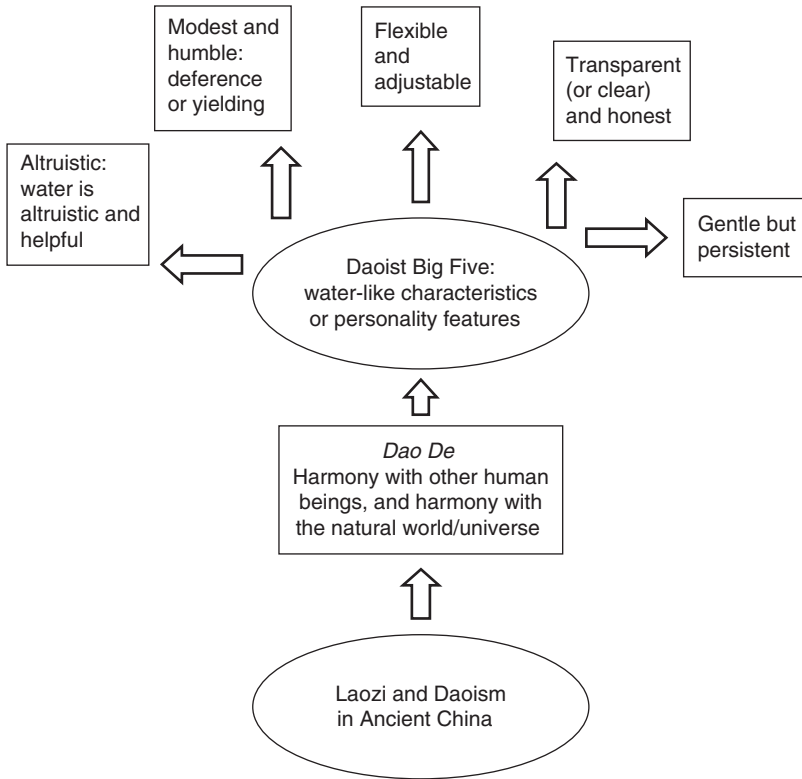 Modest and
humble:
deference
or yielding
Flexible
and
adjustable
Transparent
(or clear)
and honest
Altruistic:
water is
altruistic and
helpful
Gentle but
persistent
Daoist Big Five:
water-like characteristics
or personality features
Dao De
Harmony with other human
beings, and harmony with
the natural world/universe
Laozi and Daoism
in Ancient China